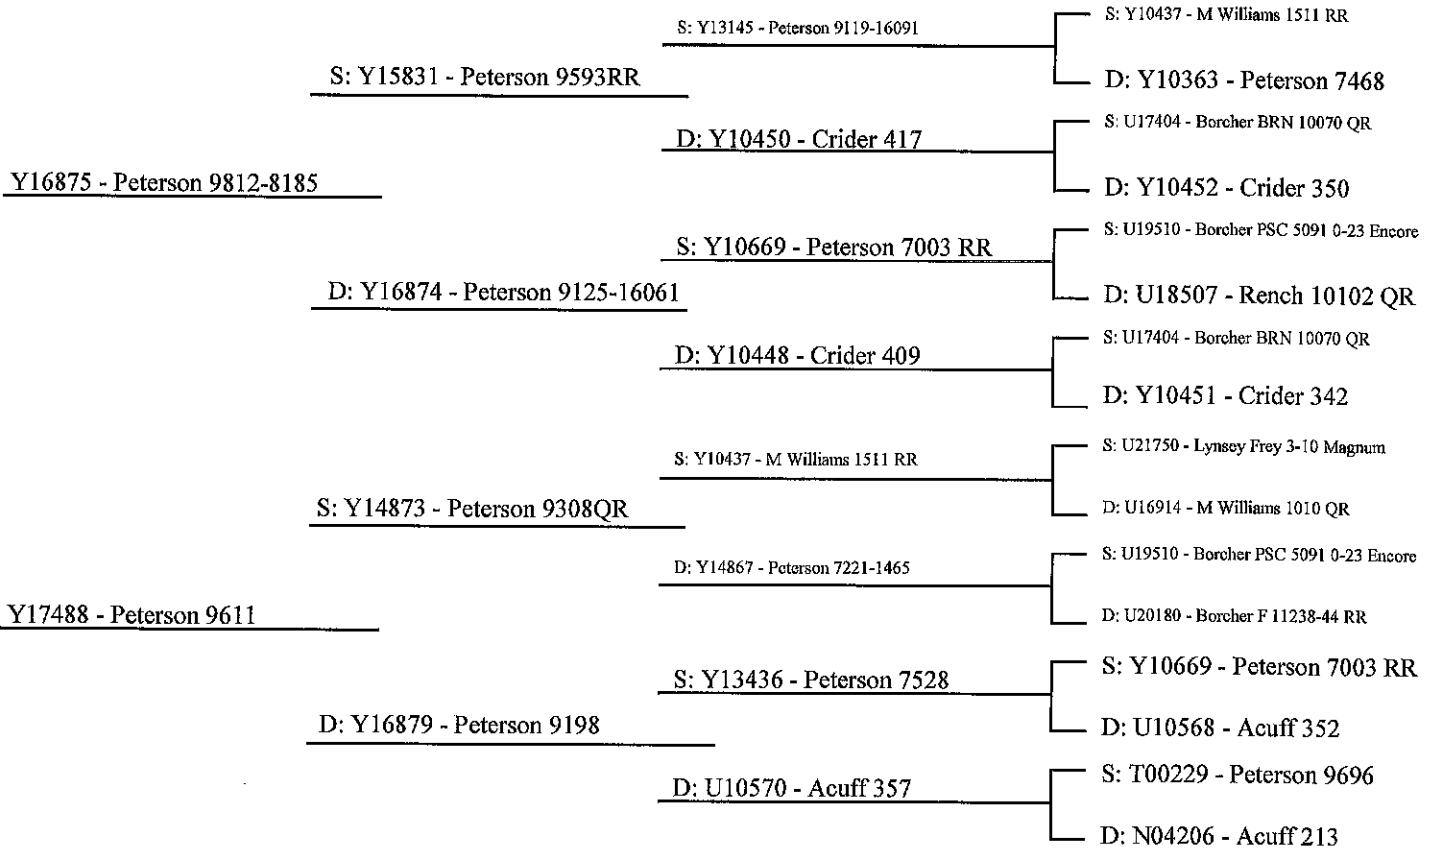 S: Y10437 - M Williams 1511 RR
S: Y13145 - Peterson 9119-16091
S: Y15831 - Peterson 9593RR
D: Y10363 - Peterson 7468
S: U17404 - Borcher BRN 10070 QR
D: Y10450 - Crider 417
Y16875 - Peterson 9812-8185
D: Y10452 - Crider 350
S: U19510 - Borcher PSC 5091 0-23 Encore
S: Y10669 - Peterson 7003 RR
D: Y16874 - Peterson 9125-16061
D: U18507 - Rench 10102 QR
S: U17404 - Borcher BRN 10070 QR
D: Y10448 - Crider 409
D: Y10451 - Crider 342
S: U21750 - Lynsey Frey 3-10 Magnum
S: Y10437 - M Williams 1511 RR
S: Y14873 - Peterson 9308QR
D: U16914 - M Williams 1010 QR
S: U19510 - Borcher PSC 5091 0-23 Encore
D: Y14867 - Peterson 7221-1465
Y17488 - Peterson 9611
D: U20180 - Borcher F 11238-44 RR
S: Y10669 - Peterson 7003 RR
S: Y13436 - Peterson 7528
D: Y16879 - Peterson 9198
D: U10568 - Acuff 352
S: T00229 - Peterson 9696
D: U10570 - Acuff 357
D: N04206 - Acuff 213